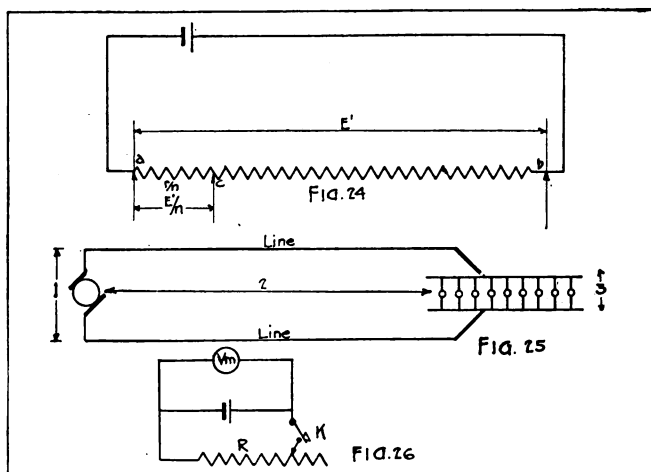 E'
a b
r/n c
E'/n
FIG. 24
Line
1 2 3
Line
FIG. 25
Vm
K
R
FIG. 26